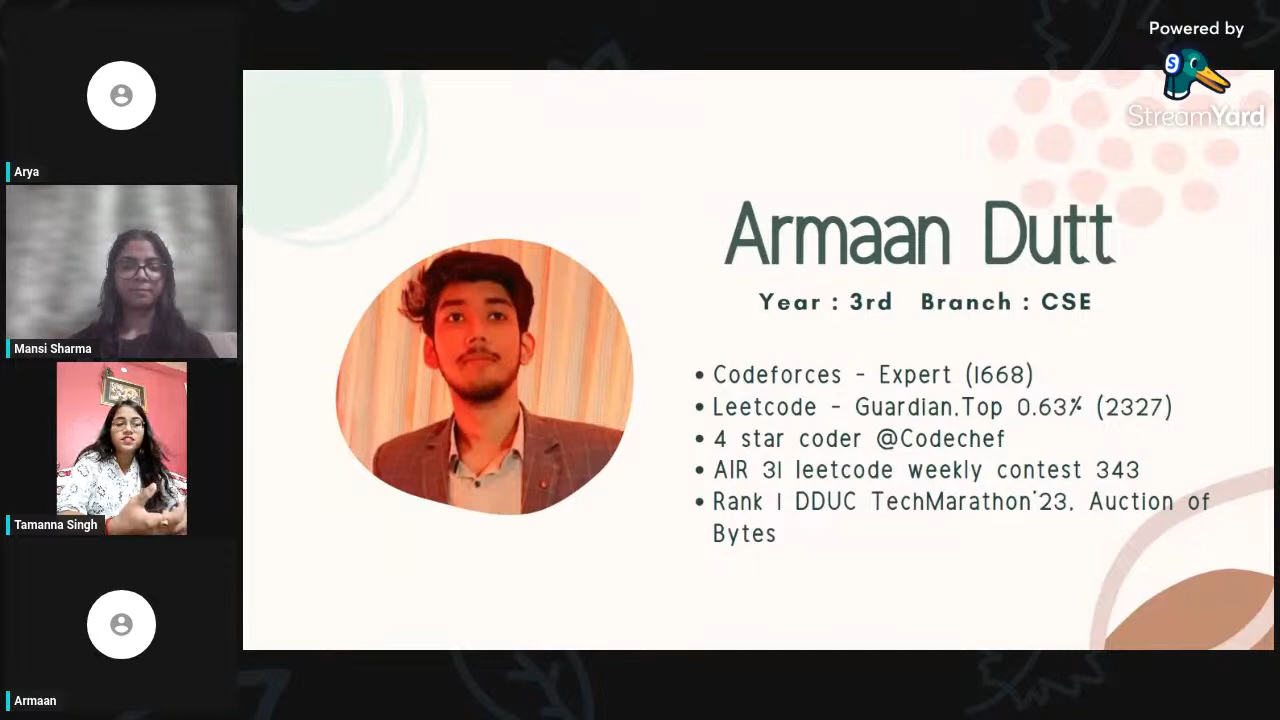 Powered by
StreamYard
Arya
Mansi Sharma
Tamanna Singh
Armaan
Armaan Dutt
Year : 3rd Branch : CSE
• Codeforces - Expert (1668)
• Leetcode - Guardian,Top 0.63% (2327)
• 4 star coder @Codechef
• AIR 31 leetcode weekly contest 343
• Rank 1 DDUC TechMarathon'23, Auction of
Bytes